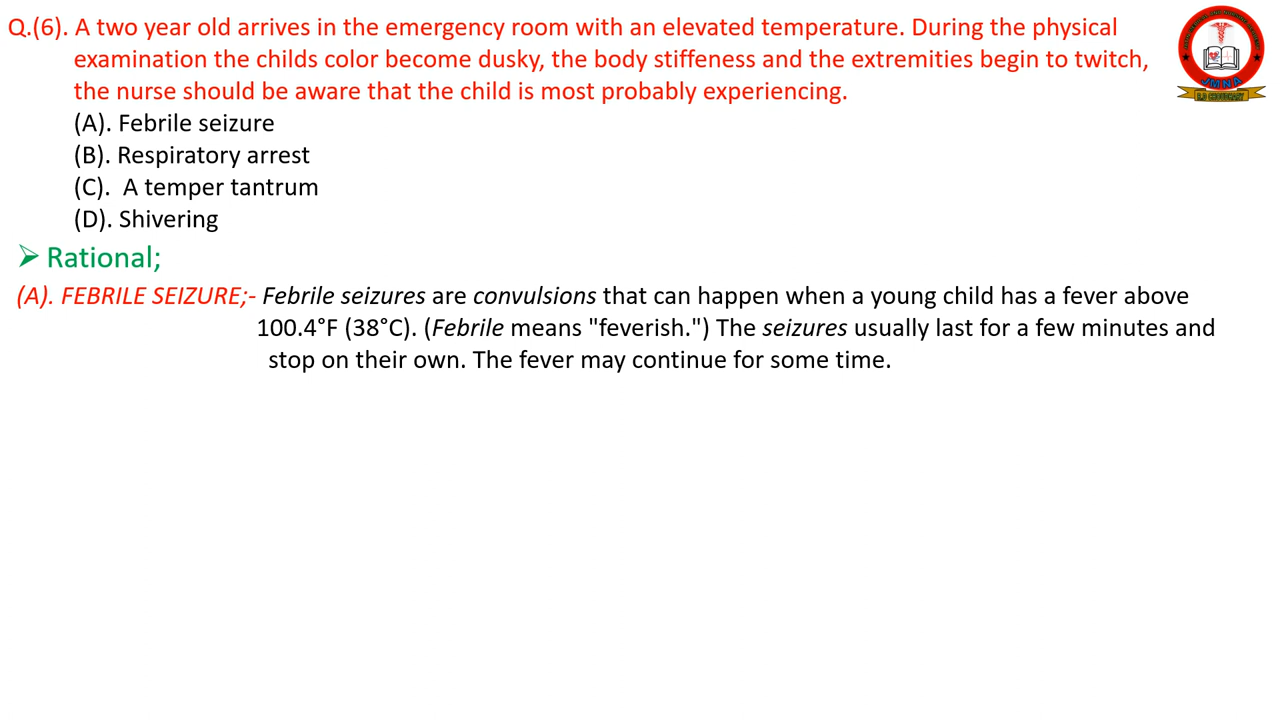 Q.(6). A two year old arrives in the emergency room with an elevated temperature. During the physical
examination the childs color become dusky, the body stiffeness and the extremities begin to twitch,
the nurse should be aware that the child is most probably experiencing.
(A). Febrile seizure
(B). Respiratory arrest
(C). A temper tantrum
(D). Shivering
➢ Rational;
(A). FEBRILE SEIZURE;- Febrile seizures are convulsions that can happen when a young child has a fever above
100.4°F (38°C). (Febrile means "feverish.") The seizures usually last for a few minutes and
stop on their own. The fever may continue for some time.
JMNA